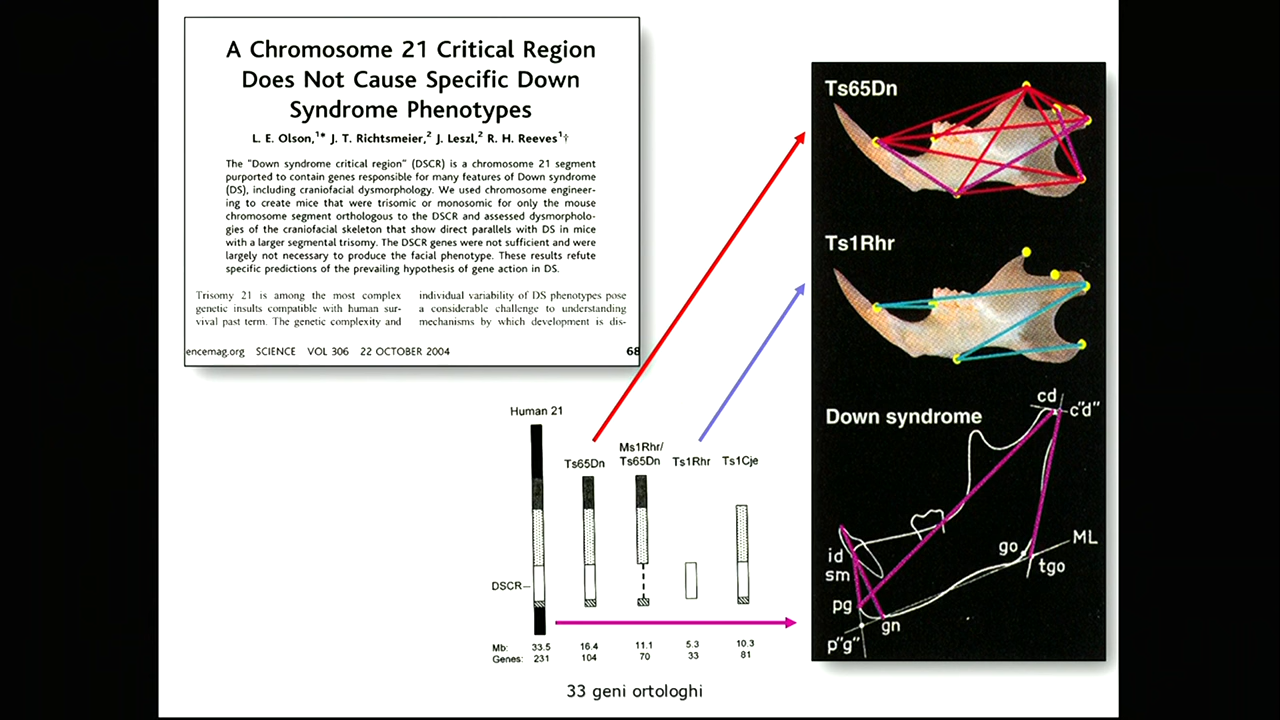 A Chromosome 21 Critical Region
Does Not Cause Specific Down
Syndrome Phenotypes
L. E. Olson,¹* J. T. Richtsmeier,² J. Leszl,² R. H. Reeves¹†
The "Down syndrome critical region" (DSCR) is a chromosome 21 segment
purported to contain genes responsible for many features of Down syndrome
(DS), including craniofacial dysmorphology. We used chromosome engineer-
ing to create mice that were trisomic or monosomic for only the mouse
chromosome segment orthologous to the DSCR and assessed dysmorpholo-
gies of the craniofacial skeleton that show direct parallels with DS in mice
with a larger segmental trisomy. The DSCR genes were not sufficient and were
largely not necessary to produce the facial phenotype. These results refute
specific predictions of the prevailing hypothesis of gene action in DS.
Trisomy 21 is among the most complex
genetic insults compatible with human sur-
vival past term. The genetic complexity and
individual variability of DS phenotypes pose
a considerable challenge to understanding
mechanisms by which development is dis-
encemag.org SCIENCE VOL 306 22 OCTOBER 2004 68
Human 21
Ts65Dn
Ms1Rhr/
Ts65Dn
Ts1Rhr
Ts1Cje
DSCR
Mb: 33.5 16.4 11.1 5.3 10.3
Genes: 231 104 70 33 81
33 geni ortologhi
Ts65Dn
Ts1Rhr
Down syndrome
cd
c"d"
id
sm
pg
p"g"
gn
go
tgo
ML